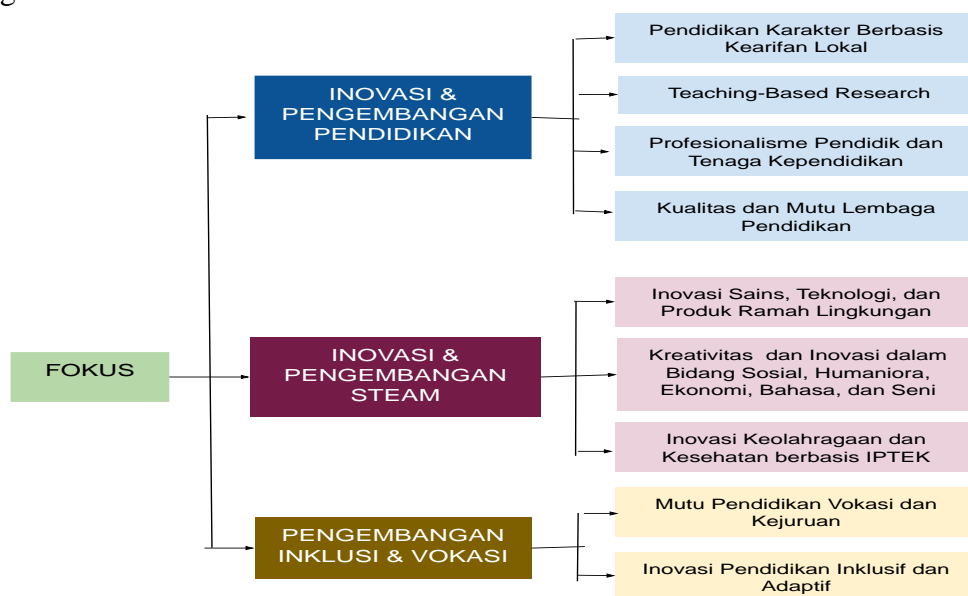 g
FOKUS
INOVASI &
PENGEMBANGAN
PENDIDIKAN
Pendidikan Karakter Berbasis
Kearifan Lokal
Teaching-Based Research
Profesionalisme Pendidik dan
Tenaga Kependidikan
Kualitas dan Mutu Lembaga
Pendidikan
INOVASI &
PENGEMBANGAN
STEAM
Inovasi Sains, Teknologi, dan
Produk Ramah Lingkungan
Kreativitas dan Inovasi dalam
Bidang Sosial, Humaniora,
Ekonomi, Bahasa, dan Seni
Inovasi Keolahragaan dan
Kesehatan berbasis IPTEK
PENGEMBANGAN
INKLUSI & VOKASI
Mutu Pendidikan Vokasi dan
Kejuruan
Inovasi Pendidikan Inklusif dan
Adaptif